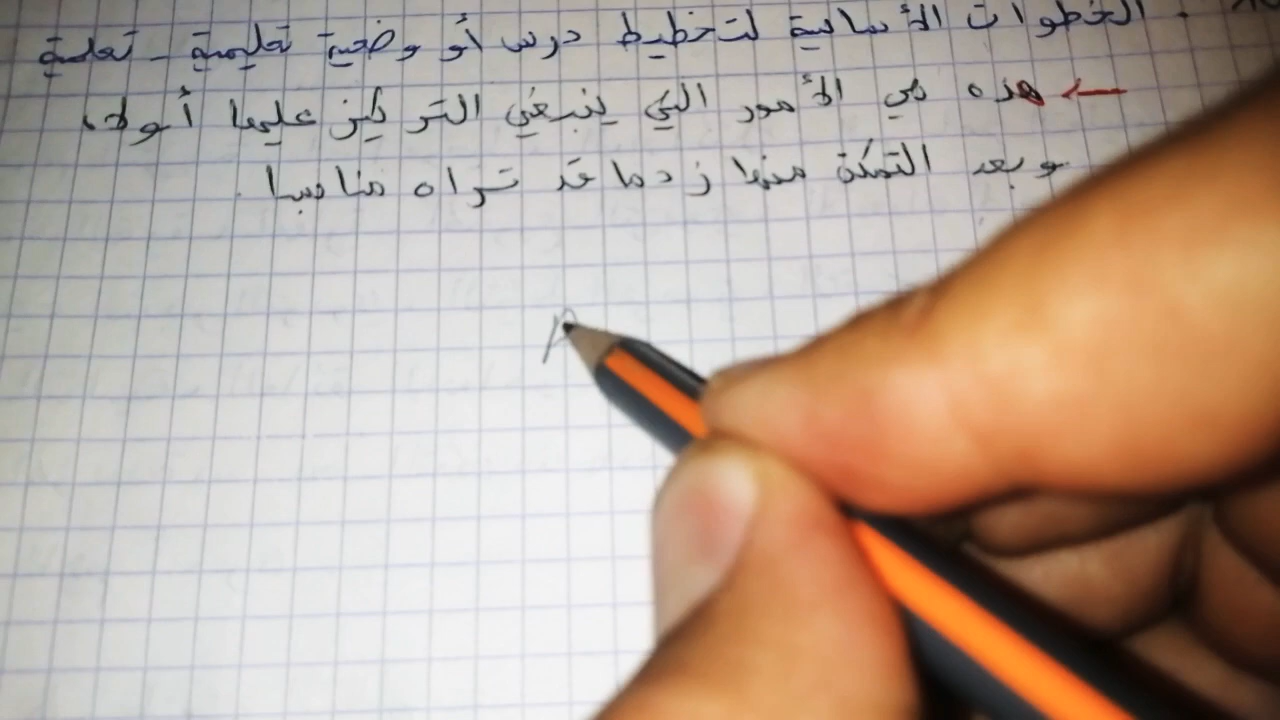 . الخطوات الأساسية لتخطيط درس أو وضعية تعليمية - تعلمية
← هذه هي الأمور التي ينبغي التركيز عليها أولا،
وبعد التمكن منها زد ما قد تراه مناسبا.